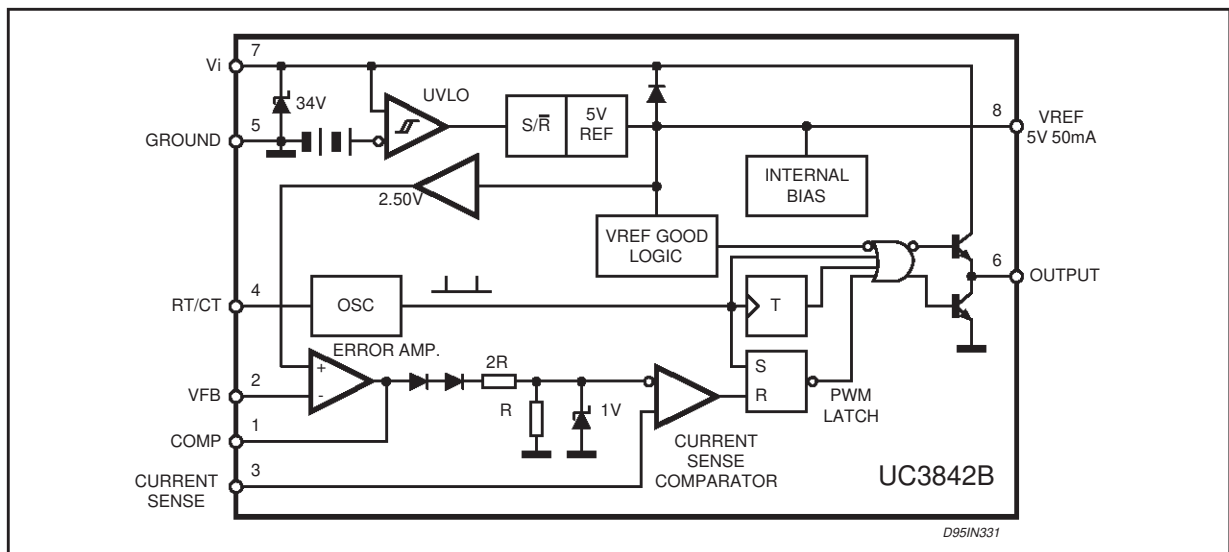 7
Vi
UVLO
34V
S/R̅
5V
REF
8
VREF
5V 50mA
5
GROUND
INTERNAL
BIAS
2.50V
VREF GOOD
LOGIC
6
OUTPUT
4
RT/CT
OSC
T
ERROR AMP.
2R
S
R
+
-
2
VFB
R
1V
PWM
LATCH
1
COMP
CURRENT
SENSE
COMPARATOR
3
CURRENT
SENSE
UC3842B
D95IN331